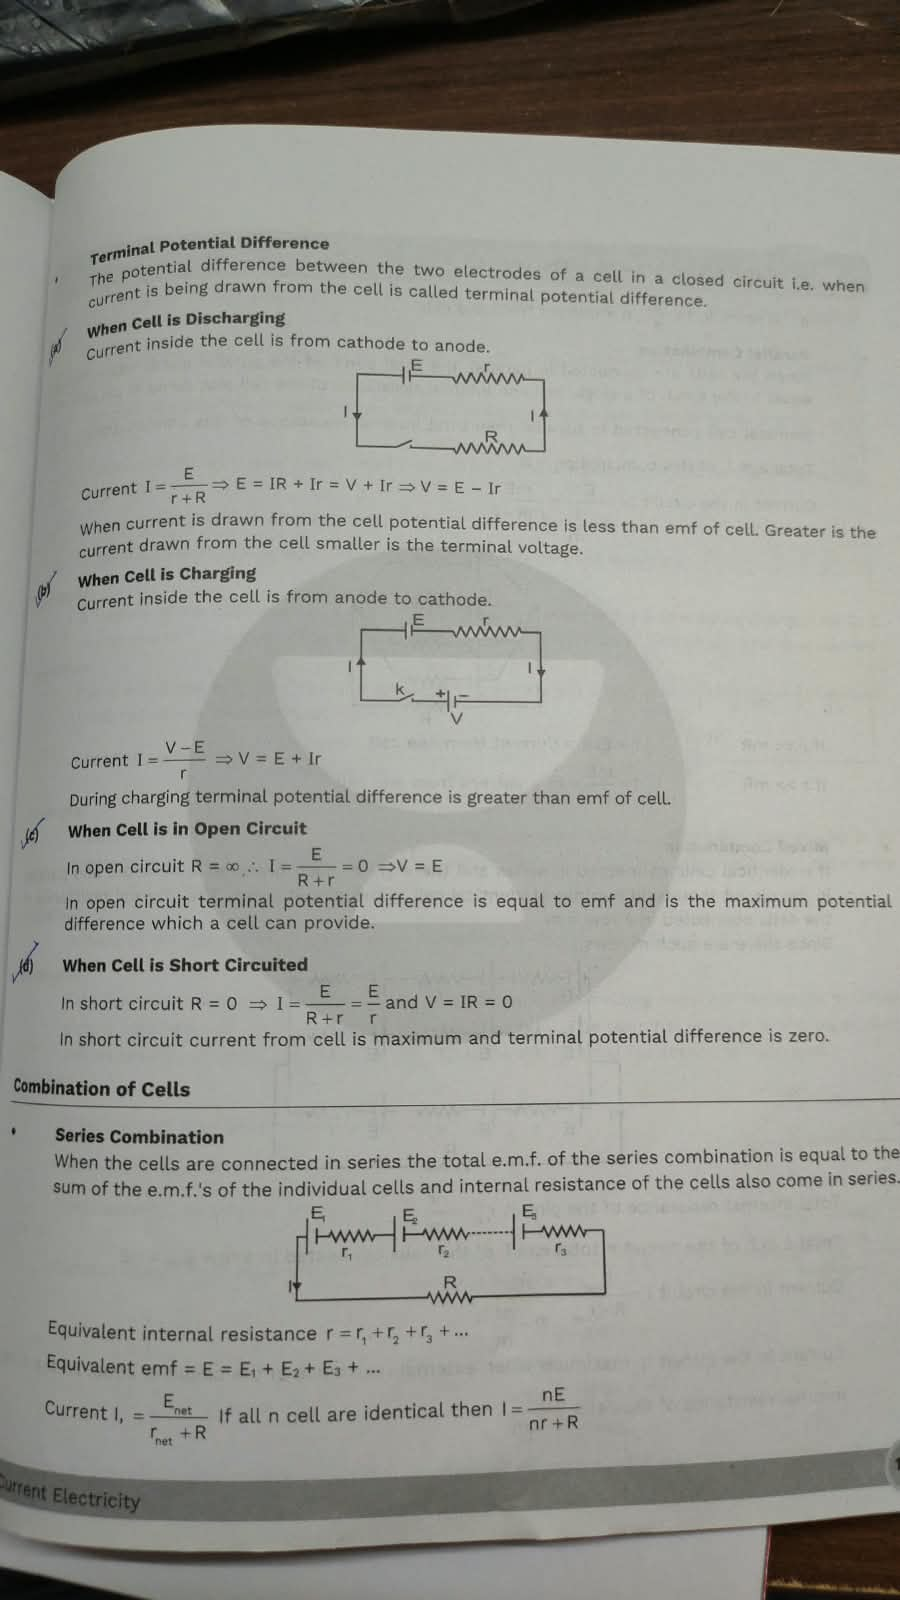 Terminal Potential Difference
The potential difference between the two electrodes of a cell in a closed circuit i.e. when
current is being drawn from the cell is called terminal potential difference.
(a) When Cell is Discharging
Current inside the cell is from cathode to anode.
E r
I I
R
Current I = E/(r + R) ⇒ E = IR + Ir = V + Ir ⇒ V = E − Ir
When current is drawn from the cell potential difference is less than emf of cell. Greater is the
current drawn from the cell smaller is the terminal voltage.
(b) When Cell is Charging
Current inside the cell is from anode to cathode.
E r
I I
k + −
V
Current I = (V − E)/r ⇒ V = E + Ir
During charging terminal potential difference is greater than emf of cell.
(c) When Cell is in Open Circuit
In open circuit R = ∞ ∴ I = E/(R + r) = 0 ⇒ V = E
In open circuit terminal potential difference is equal to emf and is the maximum potential
difference which a cell can provide.
(d) When Cell is Short Circuited
In short circuit R = 0 ⇒ I = E/(R + r) = E/r and V = IR = 0
In short circuit current from cell is maximum and terminal potential difference is zero.
Combination of Cells
• Series Combination
When the cells are connected in series the total e.m.f. of the series combination is equal to the
sum of the e.m.f.'s of the individual cells and internal resistance of the cells also come in series.
E₁ E₂ E₃
r₁ r₂ r₃
I R
Equivalent internal resistance r = r₁ + r₂ + r₃ + ...
Equivalent emf = E = E₁ + E₂ + E₃ + ...
Current I, = E_net/(r_net + R) If all n cell are identical then I = nE/(nr + R)
Current Electricity